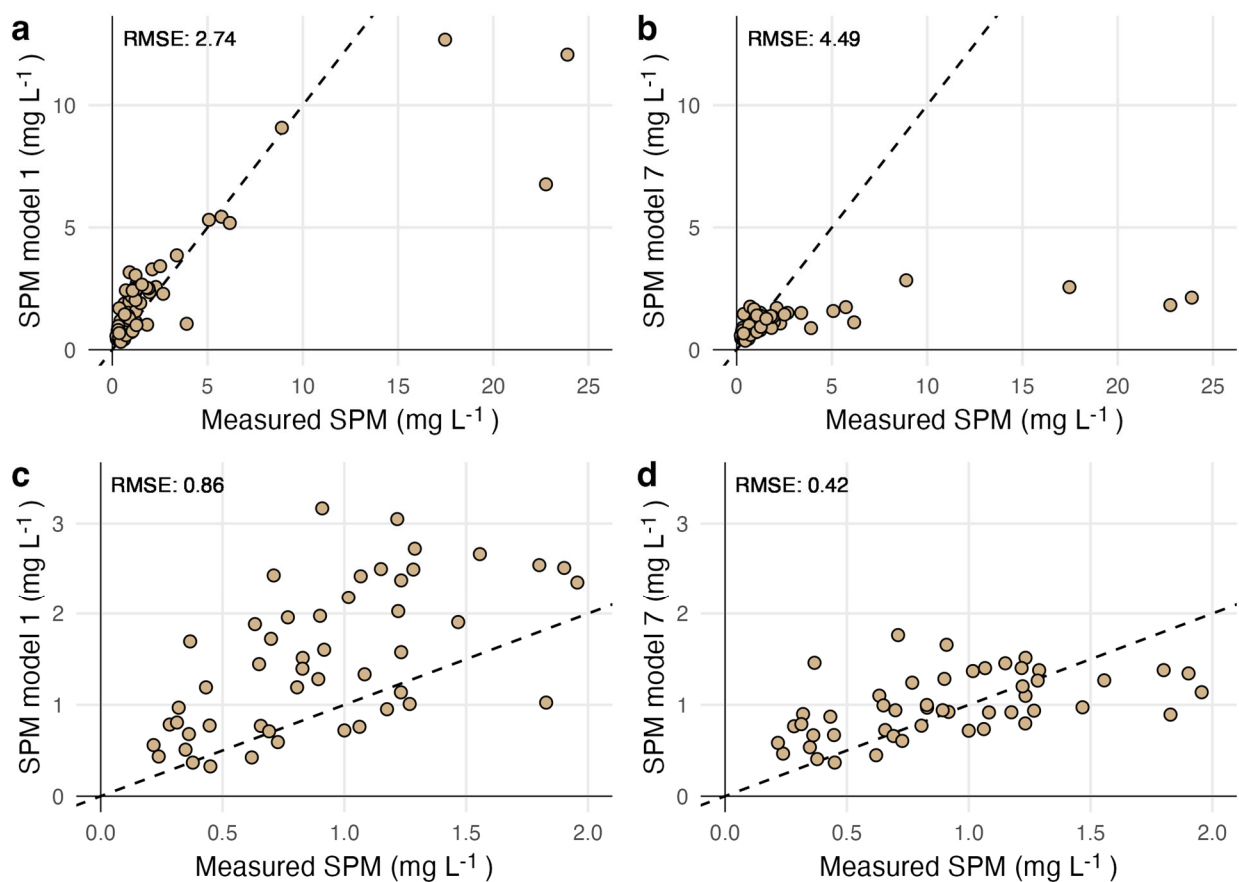 a
RMSE: 2.74
SPM model 1 (mg L⁻¹)
10
5
0
0 5 10 15 20 25
Measured SPM (mg L⁻¹ )
b
RMSE: 4.49
SPM model 7 (mg L⁻¹)
10
5
0
0 5 10 15 20 25
Measured SPM (mg L⁻¹ )
c
RMSE: 0.86
SPM model 1 (mg L⁻¹)
3
2
1
0
0.0 0.5 1.0 1.5 2.0
Measured SPM (mg L⁻¹ )
d
RMSE: 0.42
SPM model 7 (mg L⁻¹)
3
2
1
0
0.0 0.5 1.0 1.5 2.0
Measured SPM (mg L⁻¹ )